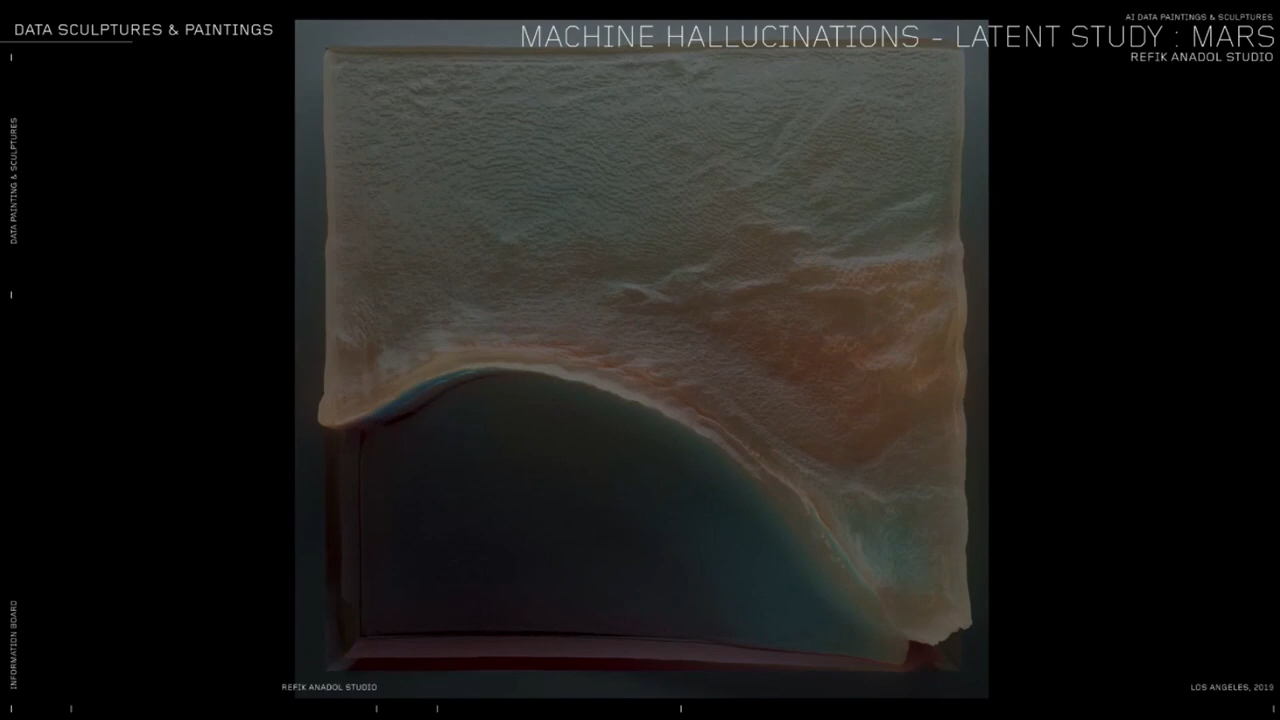 DATA SCULPTURES & PAINTINGS
AI DATA PAINTINGS & SCULPTURES
MACHINE HALLUCINATIONS - LATENT STUDY : MARS
REFIK ANADOL STUDIO
DATA PAINTING & SCULPTURES
INFORMATION BOARD
REFIK ANADOL STUDIO
LOS ANGELES, 2019